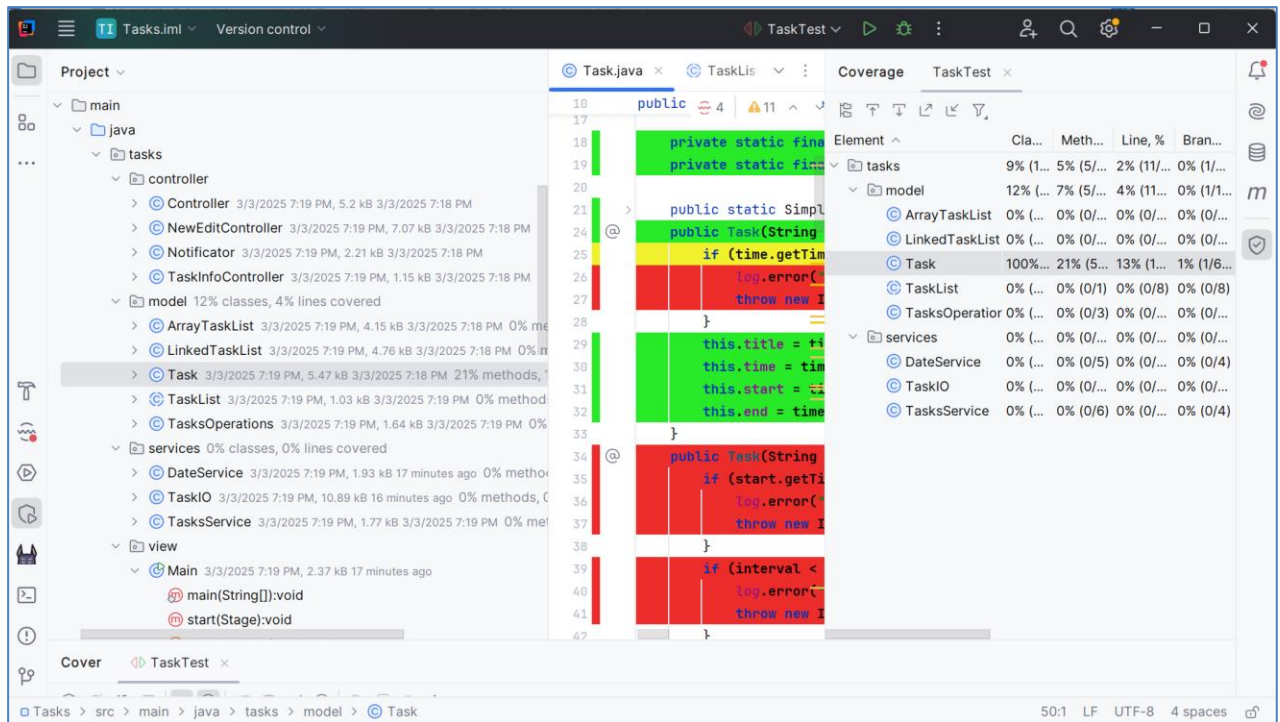 TI Tasks.iml Version control TaskTest
Project
main
java
tasks
controller
Controller 3/3/2025 7:19 PM, 5.2 kB 3/3/2025 7:18 PM
NewEditController 3/3/2025 7:19 PM, 7.07 kB 3/3/2025 7:18 PM
Notificator 3/3/2025 7:19 PM, 2.21 kB 3/3/2025 7:18 PM
TaskInfoController 3/3/2025 7:19 PM, 1.15 kB 3/3/2025 7:18 PM
model 12% classes, 4% lines covered
ArrayTaskList 3/3/2025 7:19 PM, 4.15 kB 3/3/2025 7:18 PM 0% me
LinkedTaskList 3/3/2025 7:19 PM, 4.76 kB 3/3/2025 7:18 PM 0% m
Task 3/3/2025 7:19 PM, 5.47 kB 3/3/2025 7:18 PM 21% methods, 1
TaskList 3/3/2025 7:19 PM, 1.03 kB 3/3/2025 7:19 PM 0% method
TasksOperations 3/3/2025 7:19 PM, 1.64 kB 3/3/2025 7:19 PM 0%
services 0% classes, 0% lines covered
DateService 3/3/2025 7:19 PM, 1.93 kB 17 minutes ago 0% metho
TaskIO 3/3/2025 7:19 PM, 10.89 kB 16 minutes ago 0% methods, 0
TasksService 3/3/2025 7:19 PM, 1.77 kB 3/3/2025 7:19 PM 0% met
view
Main 3/3/2025 7:19 PM, 2.37 kB 17 minutes ago
main(String[]):void
start(Stage):void
Task.java TaskLis
10 public 4 11
17
18 private static fina
19 private static fina
20
21 public static Simpl
24 @ public Task(String
25 if (time.getTim
26 log.error("
27 throw new I
28 }
29 this.title = ti
30 this.time = tim
31 this.start = ti
32 this.end = time
33 }
34 @ public Task(String
35 if (start.getTi
36 log.error("
37 throw new I
38 }
39 if (interval <
40 log.error(
41 throw new I
42 }
Coverage TaskTest
Element Cla... Meth... Line, % Bran...
tasks 9% (1... 5% (5/... 2% (11/... 0% (1/...
model 12% (... 7% (5/... 4% (11... 0% (1/1...
ArrayTaskList 0% (... 0% (0/... 0% (0/... 0% (0/...
LinkedTaskList 0% (... 0% (0/... 0% (0/... 0% (0/...
Task 100%... 21% (5... 13% (1... 1% (1/6...
TaskList 0% (... 0% (0/1) 0% (0/8) 0% (0/8)
TasksOperatior 0% (... 0% (0/3) 0% (0/... 0% (0/...
services 0% (... 0% (0/... 0% (0/... 0% (0/...
DateService 0% (... 0% (0/5) 0% (0/... 0% (0/4)
TaskIO 0% (... 0% (0/... 0% (0/... 0% (0/...
TasksService 0% (... 0% (0/6) 0% (0/... 0% (0/4)
m
Cover TaskTest
Tasks > src > main > java > tasks > model > Task 50:1 LF UTF-8 4 spaces